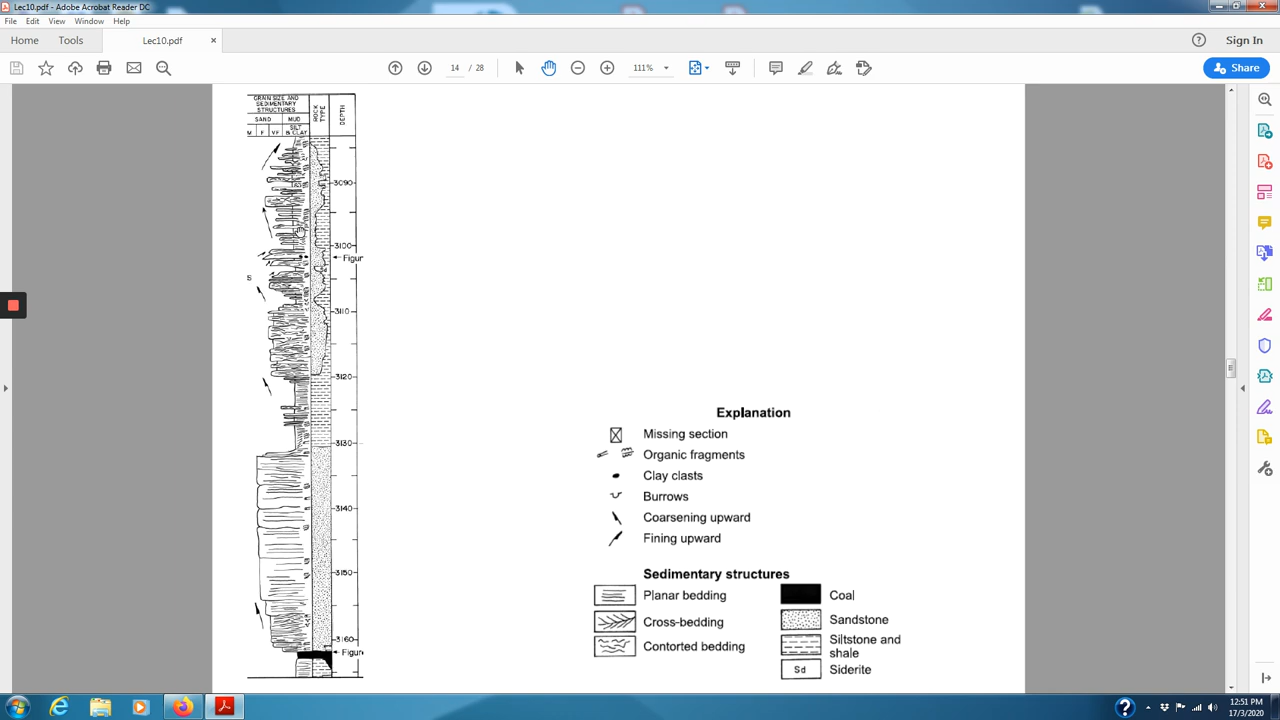 Lec10.pdf - Adobe Acrobat Reader DC
File Edit View Window Help
Home Tools Lec10.pdf × Sign In
14 / 28 111% Share
GRAIN SIZE AND
SEDIMENTARY
STRUCTURES
ROCK TYPE
DEPTH
SAND MUD
M F VF SILT & CLAY
3090
3100
Figur
Sd
S
3110
3120
3130
3140
3150
3160
Figure
Explanation
Missing section
Organic fragments
Clay clasts
Burrows
Coarsening upward
Fining upward
Sedimentary structures
Planar bedding
Cross-bedding
Contorted bedding
Coal
Sandstone
Siltstone and
shale
Sd Siderite
12:51 PM
17/3/2020